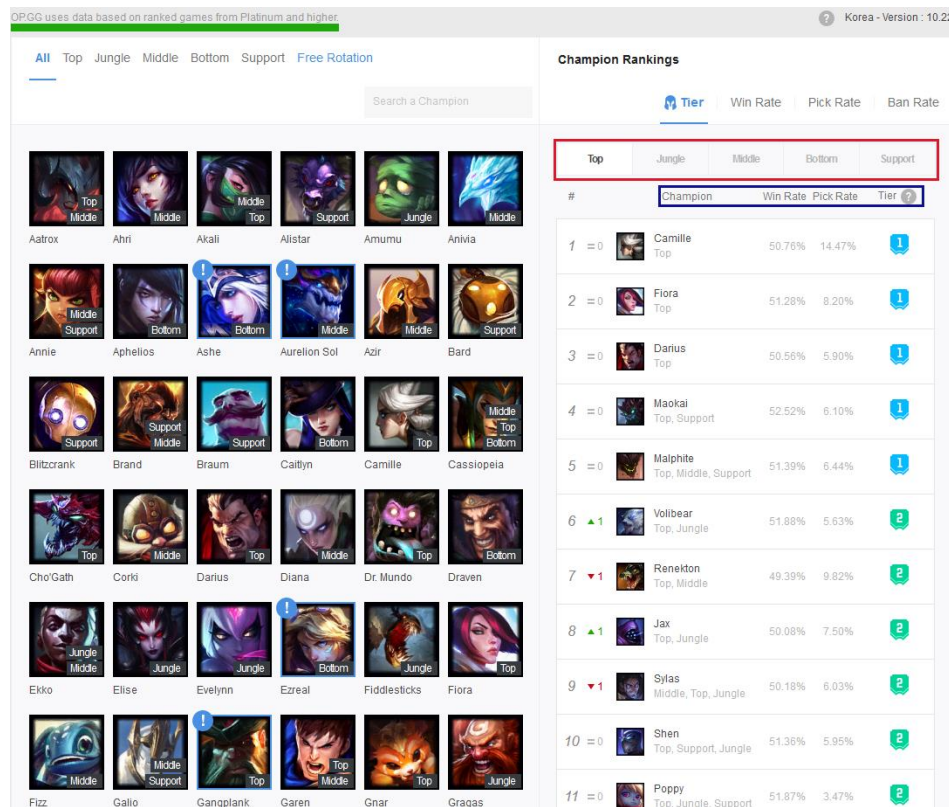 OP.GG uses data based on ranked games from Platinum and higher.
? Korea - Version : 10.22
All Top Jungle Middle Bottom Support Free Rotation
Search a Champion
Top
Middle
Aatrox
Ahri
Middle
Top
Akali
Support
Alistar
Jungle
Amumu
Middle
Anivia
Middle
Support
Annie
Bottom
Aphelios
!
Bottom
Ashe
!
Middle
Aurelion Sol
Middle
Azir
Support
Bard
Support
Blitzcrank
Support
Middle
Brand
Support
Braum
Bottom
Caitlyn
Top
Camille
Middle
Top
Bottom
Cassiopeia
Top
Cho'Gath
Middle
Corki
Top
Darius
Middle
Diana
Top
Dr. Mundo
Bottom
Draven
Jungle
Middle
Ekko
Jungle
Elise
Jungle
Evelynn
!
Bottom
Ezreal
Jungle
Fiddlesticks
Top
Fiora
Middle
Fizz
Middle
Support
Galio
!
Top
Gangplank
Top
Middle
Garen
Top
Gnar
Jungle
Gragas
Champion Rankings
Tier Win Rate Pick Rate Ban Rate
Top Jungle Middle Bottom Support
# Champion Win Rate Pick Rate Tier ?
1 = 0 Camille 50.76% 14.47% 1
Top
2 = 0 Fiora 51.28% 8.20% 1
Top
3 = 0 Darius 50.56% 5.90% 1
Top
4 = 0 Maokai 52.52% 6.10% 1
Top, Support
5 = 0 Malphite 51.39% 6.44% 1
Top, Middle, Support
6 ▲ 1 Volibear 51.88% 5.63% 2
Top, Jungle
7 ▼ 1 Renekton 49.39% 9.82% 2
Top, Middle
8 ▲ 1 Jax 50.08% 7.50% 2
Top, Jungle
9 ▼ 1 Sylas 50.18% 6.03% 2
Middle, Top, Jungle
10 = 0 Shen 51.36% 5.95% 2
Top, Support, Jungle
11 = 0 Poppy 51.87% 3.47% 2
Top, Jungle, Support